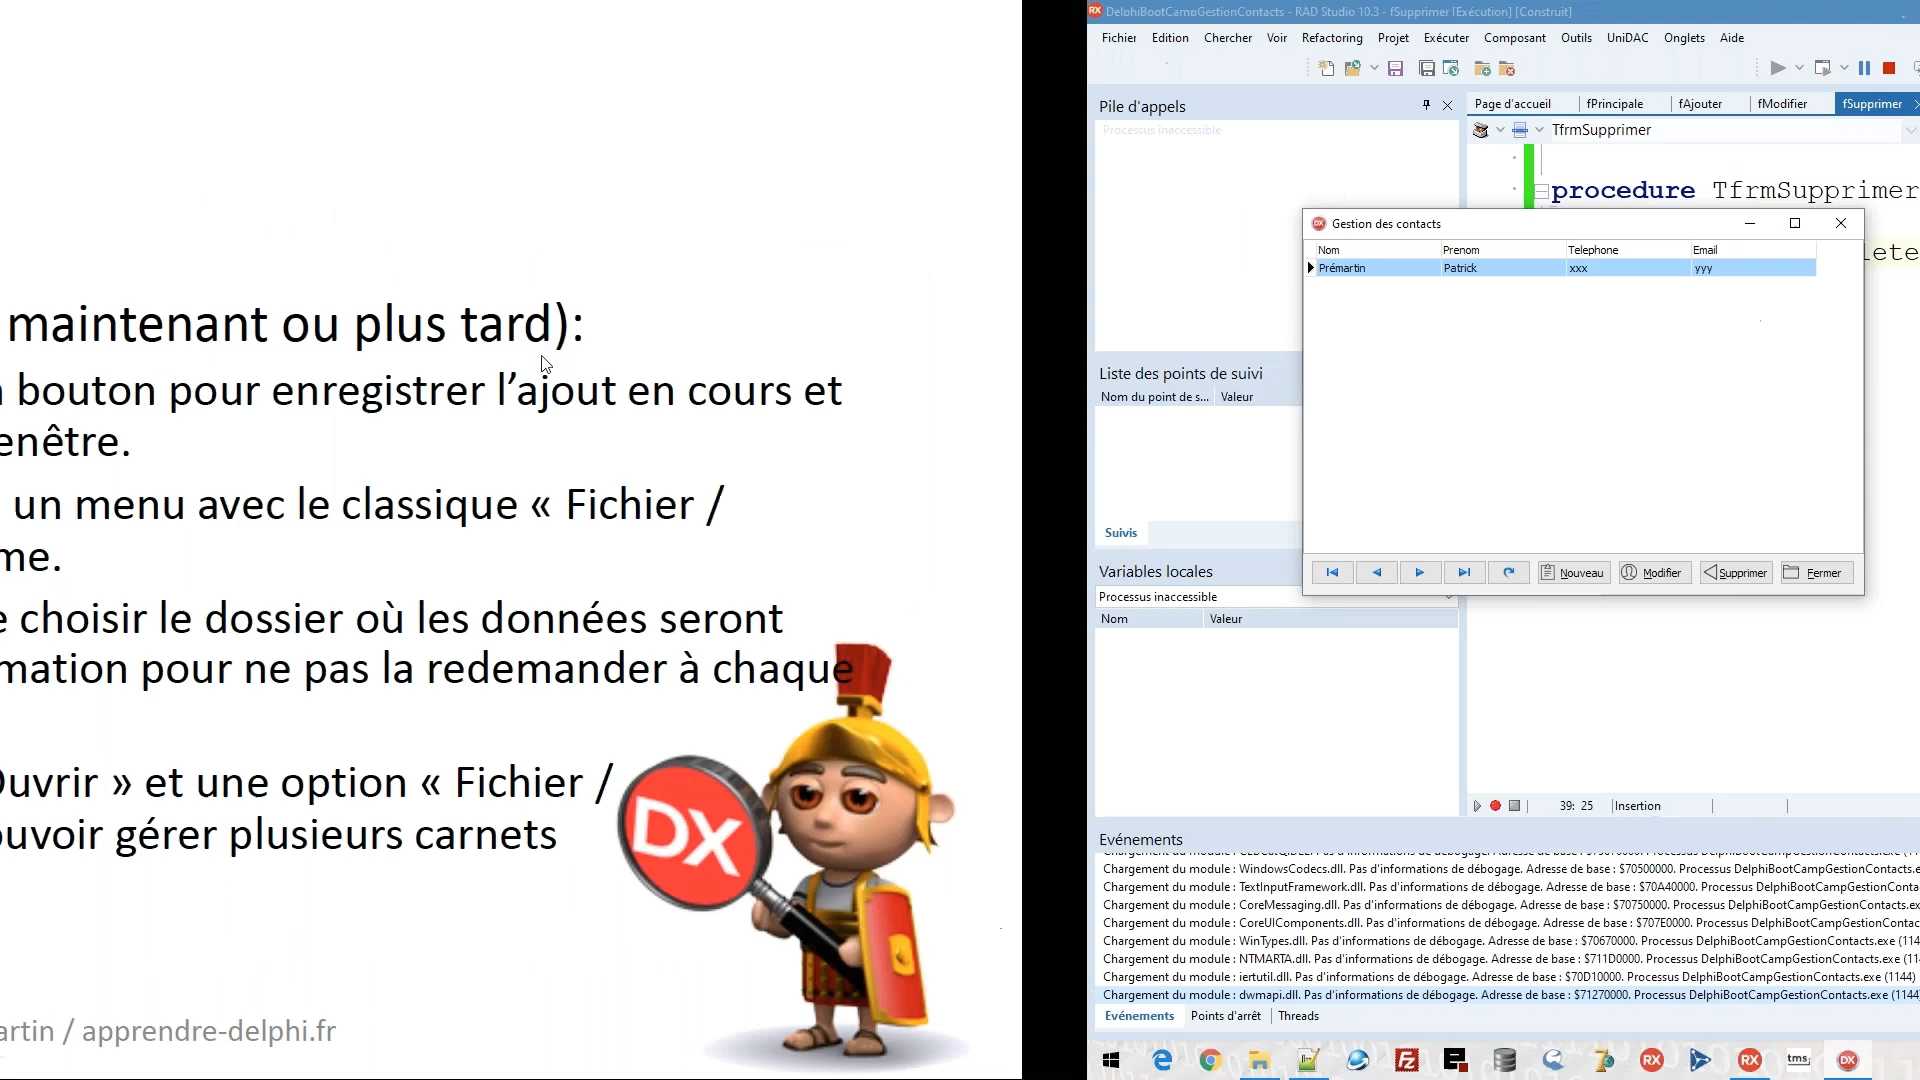 maintenant ou plus tard):
bouton pour enregistrer l'ajout en cours et
enêtre.
un menu avec le classique « Fichier /
me.
e choisir le dossier où les données seront
mation pour ne pas la redemander à chaque
Ouvrir » et une option « Fichier /
ouvoir gérer plusieurs carnets
DX
artin / apprendre-delphi.fr
DelphiBootCampGestionContacts - RAD Studio 10.3 - fSupprimer [Exécution] [Construit]
Fichier Edition Chercher Voir Refactoring Projet Exécuter Composant Outils UniDAC Onglets Aide
Pile d'appels
Processus inaccessible
Page d'accueil fPrincipale fAjouter fModifier fSupprimer
TfrmSupprimer
procedure TfrmSupprimer
lete
Gestion des contacts
Nom Prenom Telephone Email
Prémartin Patrick xxx yyy
Nouveau Modifier Supprimer Fermer
Liste des points de suivi
Nom du point de s... Valeur
Suivis
Variables locales
Processus inaccessible
Nom Valeur
39: 25 Insertion
Evénements
Chargement du module : WindowsCodecs.dll. Pas d'informations de débogage. Adresse de base : $70500000. Processus DelphiBootCampGestionContacts.e
Chargement du module : TextInputFramework.dll. Pas d'informations de débogage. Adresse de base : $70A40000. Processus DelphiBootCampGestionConta
Chargement du module : CoreMessaging.dll. Pas d'informations de débogage. Adresse de base : $70750000. Processus DelphiBootCampGestionContacts.ex
Chargement du module : CoreUIComponents.dll. Pas d'informations de débogage. Adresse de base : $707E0000. Processus DelphiBootCampGestionContac
Chargement du module : WinTypes.dll. Pas d'informations de débogage. Adresse de base : $70670000. Processus DelphiBootCampGestionContacts.exe (114
Chargement du module : NTMARTA.dll. Pas d'informations de débogage. Adresse de base : $711D0000. Processus DelphiBootCampGestionContacts.exe (114
Chargement du module : iertutil.dll. Pas d'informations de débogage. Adresse de base : $70D10000. Processus DelphiBootCampGestionContacts.exe (1144)
Chargement du module : dwmapi.dll. Pas d'informations de débogage. Adresse de base : $71270000. Processus DelphiBootCampGestionContacts.exe (1144
Evénements Points d'arrêt Threads